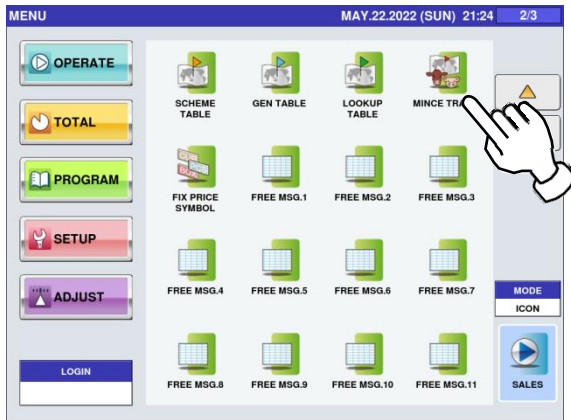 MENU
MAY.22.2022 (SUN) 21:24
2/3
OPERATE
TOTAL
PROGRAM
SETUP
ADJUST
LOGIN
SCHEME
TABLE
GEN TABLE
LOOKUP
TABLE
MINCE
FIX PRICE
SYMBOL
FREE MSG.1
FREE MSG.2
FREE MSG.3
FREE MSG.4
FREE MSG.5
FREE MSG.6
FREE MSG.7
FREE MSG.8
FREE MSG.9
FREE MSG.10
FREE MSG.11
MODE
ICON
SALES